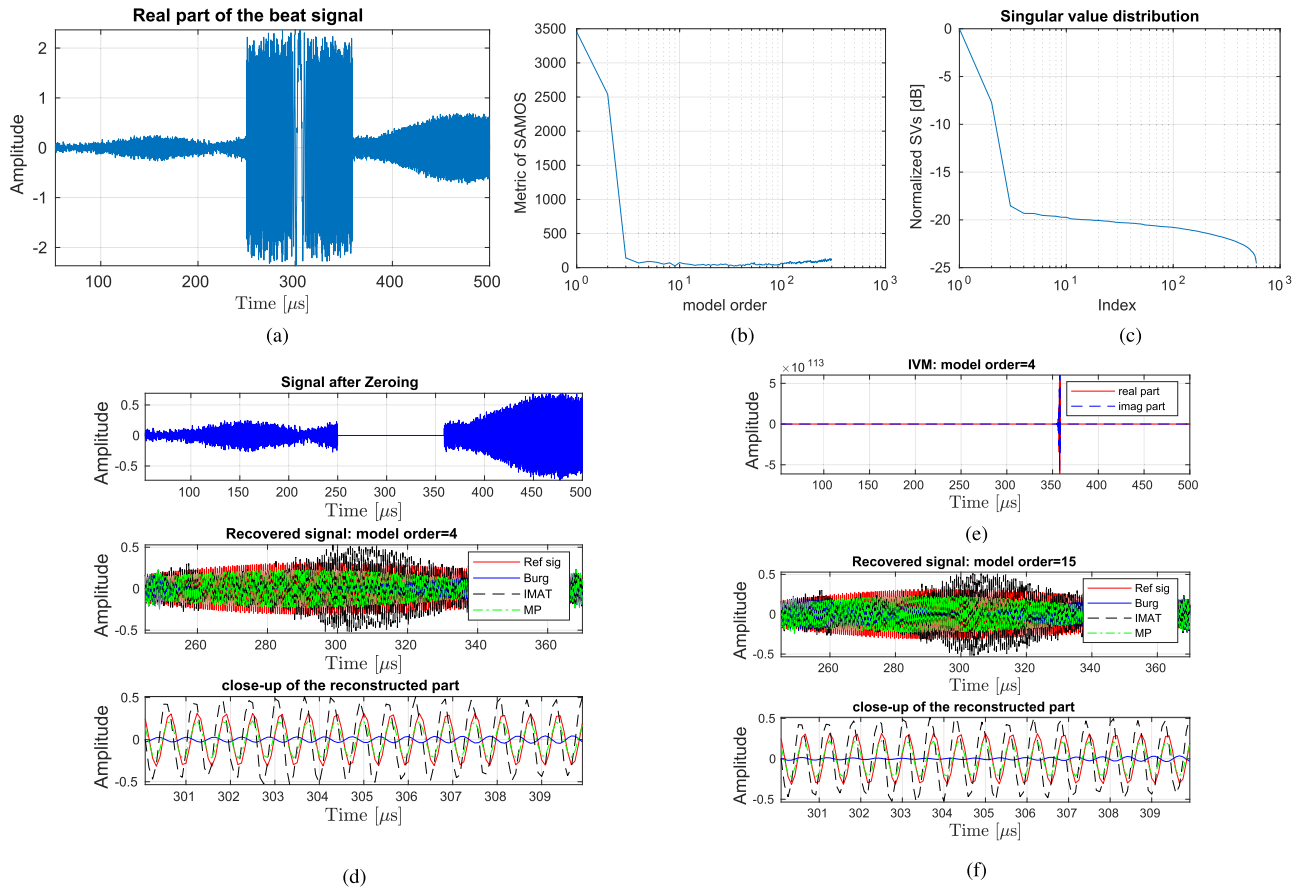 Real part of the beat signal
2
1
0
-1
-2
Amplitude
100
200
300
400
500
Time [μs]
(a)
3500
3000
2500
2000
1500
1000
500
0
Metric of SAMOS
10^0
10^1
10^2
10^3
model order
(b)
Singular value distribution
0
-5
-10
-15
-20
-25
Normalized SVs [dB]
10^0
10^1
10^2
10^3
Index
(c)
Signal after Zeroing
0.5
0
-0.5
Amplitude
100
150
200
250
300
350
400
450
500
Time [μs]
Recovered signal: model order=4
0.5
0
-0.5
Amplitude
Ref sig
Burg
IMAT
MP
260
280
300
320
340
360
Time [μs]
close-up of the reconstructed part
0.5
0
-0.5
Amplitude
301
302
303
304
305
306
307
308
309
Time [μs]
(d)
× 10^113
IVM: model order=4
5
0
-5
Amplitude
real part
imag part
100
150
200
250
300
350
400
450
500
Time [μs]
(e)
Recovered signal: model order=15
0.5
0
-0.5
Amplitude
Ref sig
Burg
IMAT
MP
260
280
300
320
340
360
Time [μs]
close-up of the reconstructed part
0.5
0
-0.5
Amplitude
301
302
303
304
305
306
307
308
309
Time [μs]
(f)